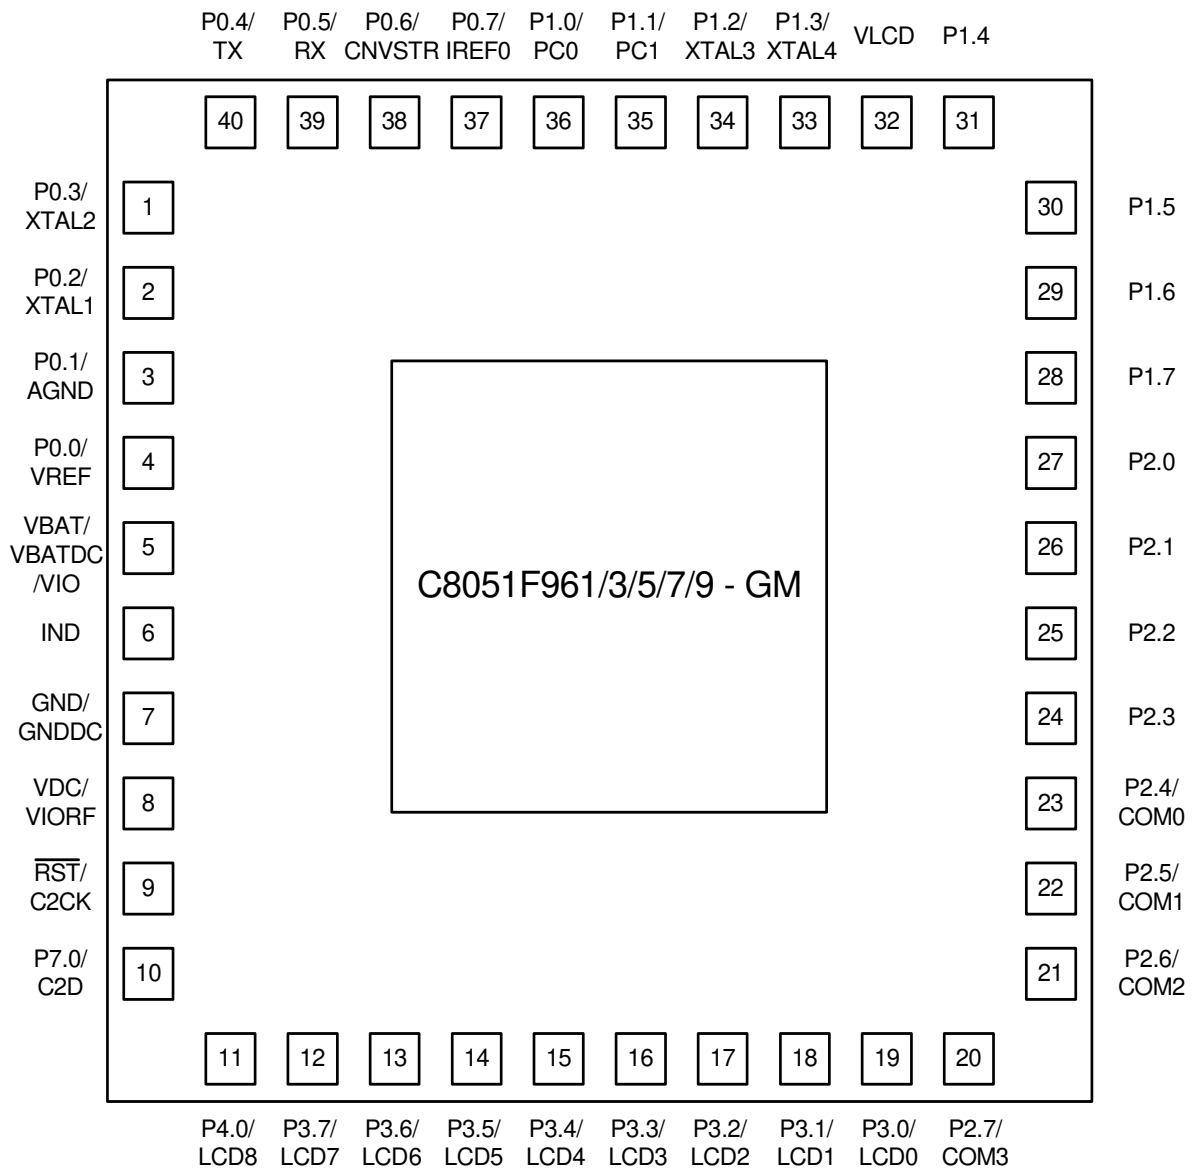 P0.4/ P0.5/ P0.6/ P0.7/ P1.0/ P1.1/ P1.2/ P1.3/ VLCD P1.4
TX RX CNVSTR IREF0 PC0 PC1 XTAL3 XTAL4
40 39 38 37 36 35 34 33 32 31
P0.3/
XTAL2
1
30
P1.5
P0.2/
XTAL1
2
29
P1.6
P0.1/
AGND
3
28
P1.7
P0.0/
VREF
4
27
P2.0
VBAT/
VBATDC
/VIO
5
26
P2.1
C8051F961/3/5/7/9 - GM
IND
6
25
P2.2
GND/
GNDDC
7
24
P2.3
VDC/
VIORF
8
23
P2.4/
COM0
RST/
C2CK
9
22
P2.5/
COM1
P7.0/
C2D
10
21
P2.6/
COM2
11 12 13 14 15 16 17 18 19 20
P4.0/ P3.7/ P3.6/ P3.5/ P3.4/ P3.3/ P3.2/ P3.1/ P3.0/ P2.7/
LCD8 LCD7 LCD6 LCD5 LCD4 LCD3 LCD2 LCD1 LCD0 COM3